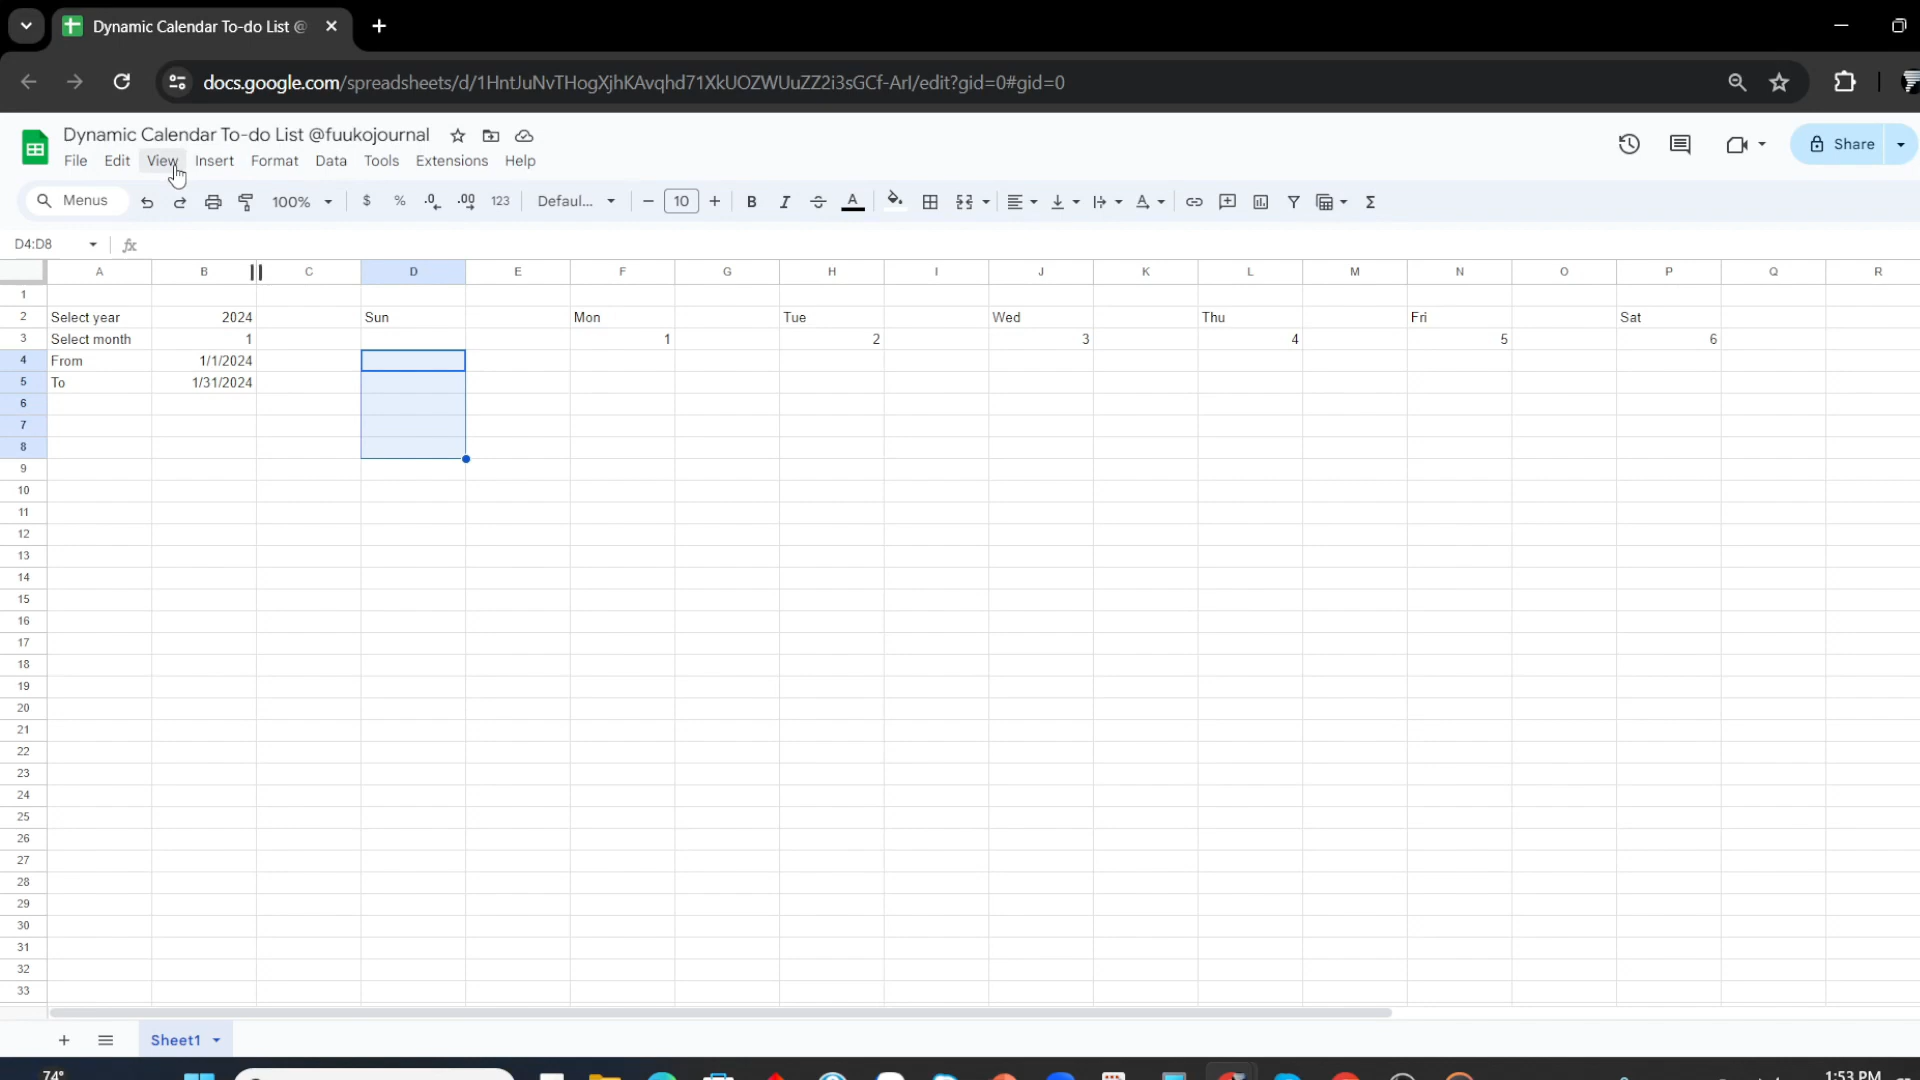 Dynamic Calendar To-do List @
docs.google.com/spreadsheets/d/1HntJuNvTHogXjhKAvqhd71XkUOZWUuZZ2i3sGCf-ArI/edit?gid=0#gid=0
Dynamic Calendar To-do List @fuukojournal
File Edit View Insert Format Data Tools Extensions Help
Share
Menus 100% $ % .0 .00 123 Defaul... 10 B I S A
D4:D8 fx
A B C D E F G H I J K L M N O P Q R
1
2 Select year 2024 Sun Mon Tue Wed Thu Fri Sat
3 Select month 1 1 2 3 4 5 6
4 From 1/1/2024
5 To 1/31/2024
6
7
8
9
10
11
12
13
14
15
16
17
18
19
20
21
22
23
24
25
26
27
28
29
30
31
32
33
Sheet1
74° 1:53 PM